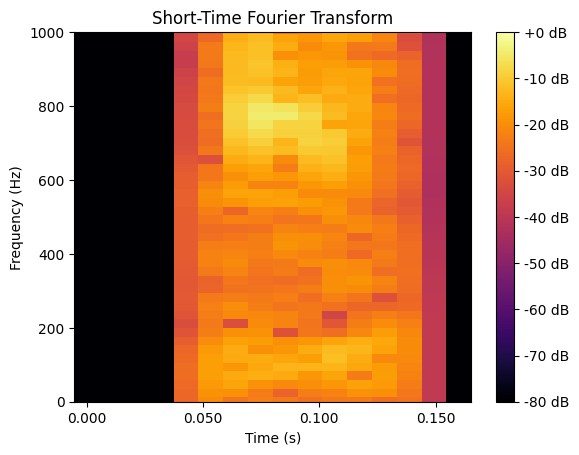 Short-Time Fourier Transform
1000
800
600
400
200
0
Frequency (Hz)
0.000
0.050
0.100
0.150
Time (s)
+0 dB
-10 dB
-20 dB
-30 dB
-40 dB
-50 dB
-60 dB
-70 dB
-80 dB